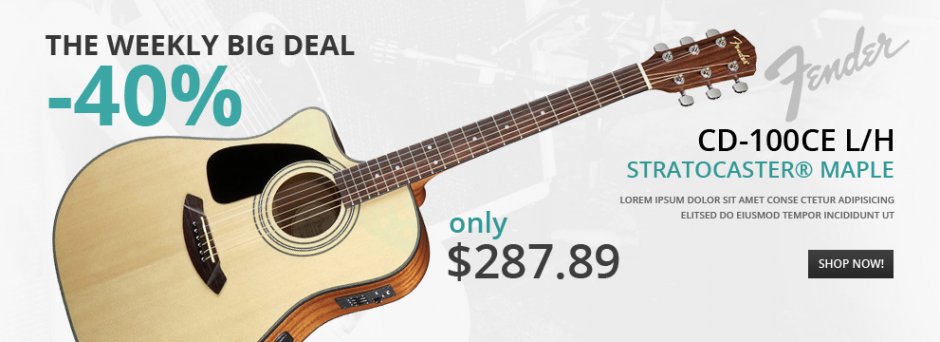 THE WEEKLY BIG DEAL
-40%
Fender
Fender
CD-100CE L/H
STRATOCASTER® MAPLE
LOREM IPSUM DOLOR SIT AMET CONSE CTETUR ADIPISICING
ELITSED DO EIUSMOD TEMPOR INCIDIDUNT UT
only
$287.89
SHOP NOW!